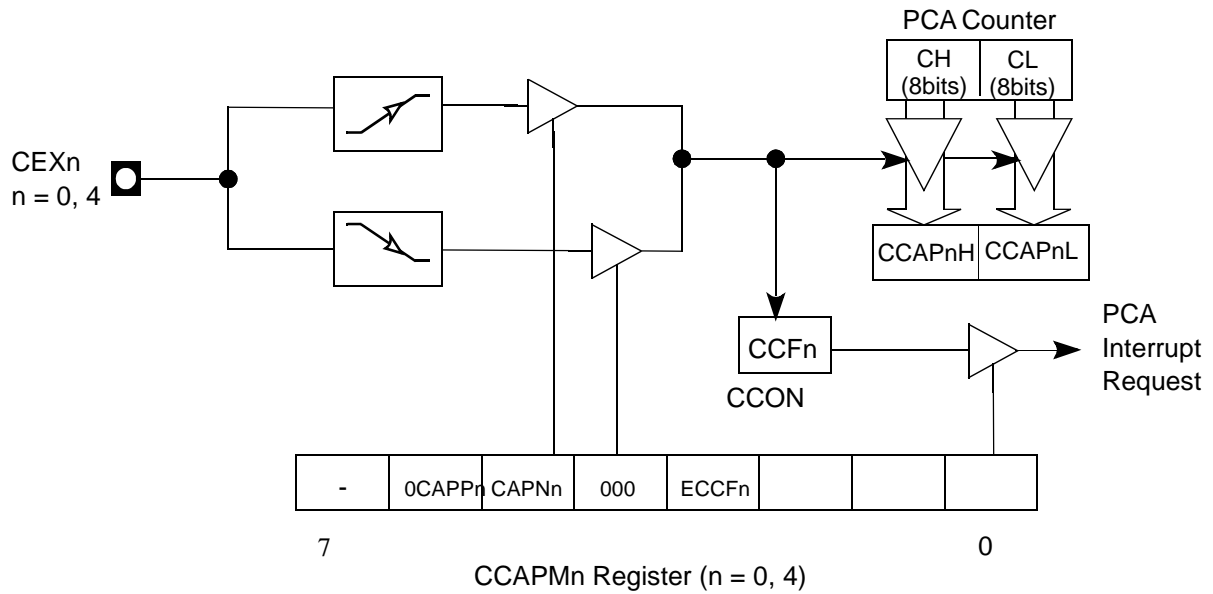 PCA Counter
CH CL
(8bits) (8bits)
CEXn
n = 0, 4
CCAPnH CCAPnL
CCFn
CCON
PCA
Interrupt
Request
- 0CAPPn CAPNn 000 ECCFn
7 0
CCAPMn Register (n = 0, 4)